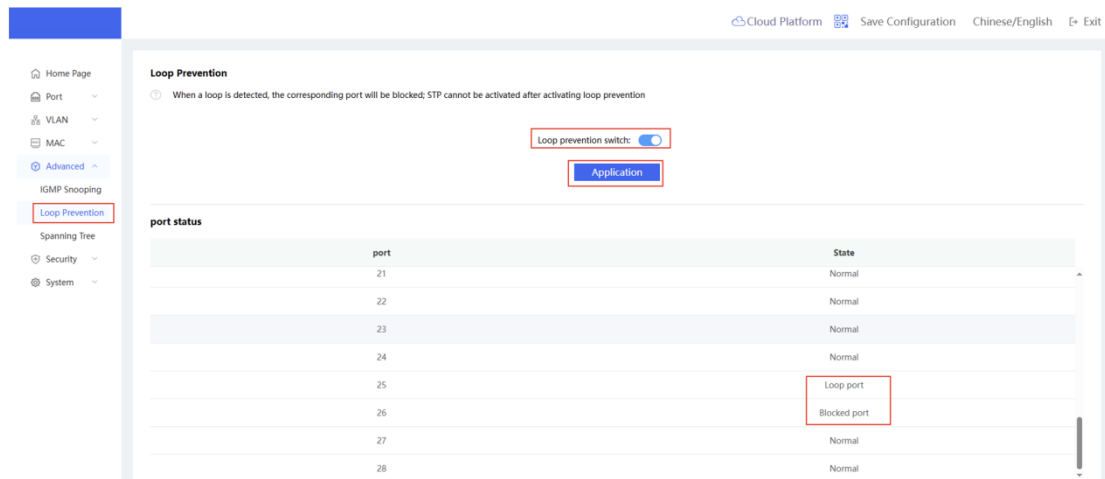 Cloud Platform Save Configuration Chinese/English Exit
Home Page
Port
VLAN
MAC
Advanced
IGMP Snooping
Loop Prevention
Spanning Tree
Security
System
Loop Prevention
When a loop is detected, the corresponding port will be blocked; STP cannot be activated after activating loop prevention
Loop prevention switch:
Application
port status
port State
21 Normal
22 Normal
23 Normal
24 Normal
25 Loop port
26 Blocked port
27 Normal
28 Normal